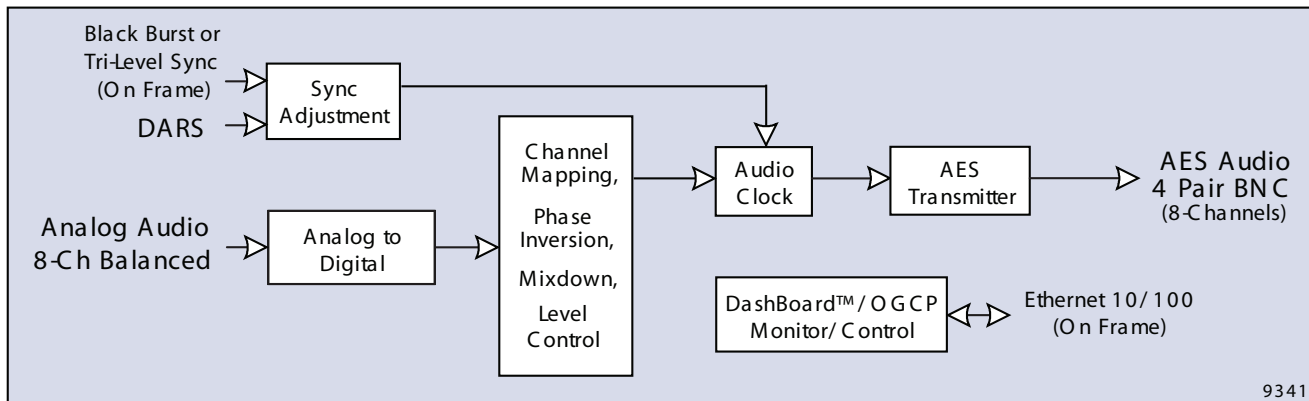 Black Burst or
Tri-Level Sync
(On Frame)
DARS
Sync
Adjustment
Analog Audio
8-Ch Balanced
Analog to
Digital
Channel
Mapping,
Phase
Inversion,
Mixdown,
Level
Control
Audio
Clock
AES
Transmitter
AES Audio
4 Pair BNC
(8-Channels)
DashBoard™/ OGCP
Monitor/ Control
Ethernet 10/100
(On Frame)
9341